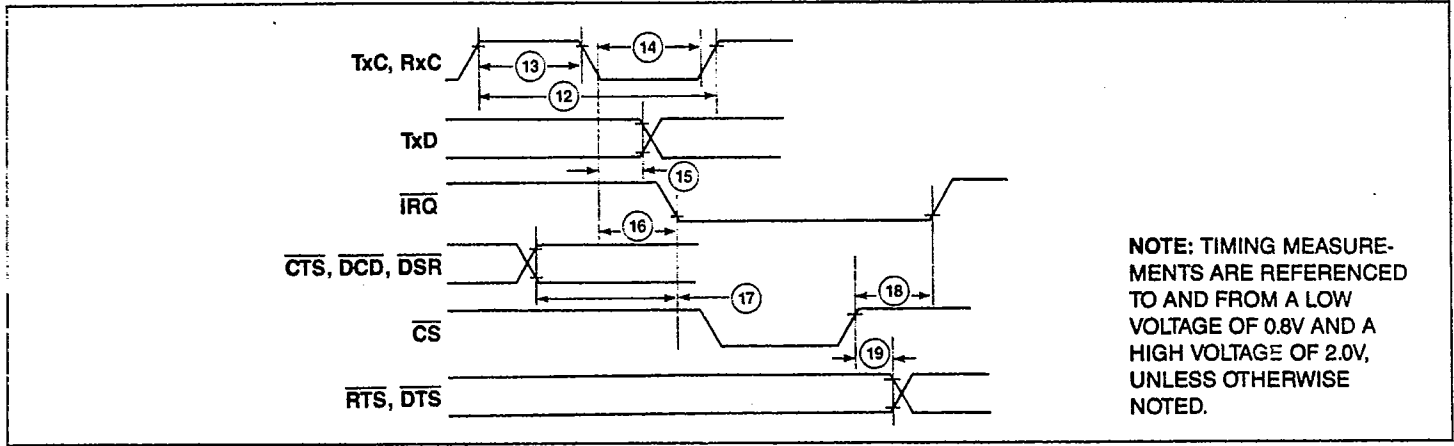 TxC, RxC
14
13
12
TxD
15
IRQ
16
CTS, DCD, DSR
17
18
CS
19
RTS, DTS
NOTE: TIMING MEASURE-
MENTS ARE REFERENCED
TO AND FROM A LOW
VOLTAGE OF 0.8V AND A
HIGH VOLTAGE OF 2.0V,
UNLESS OTHERWISE
NOTED.